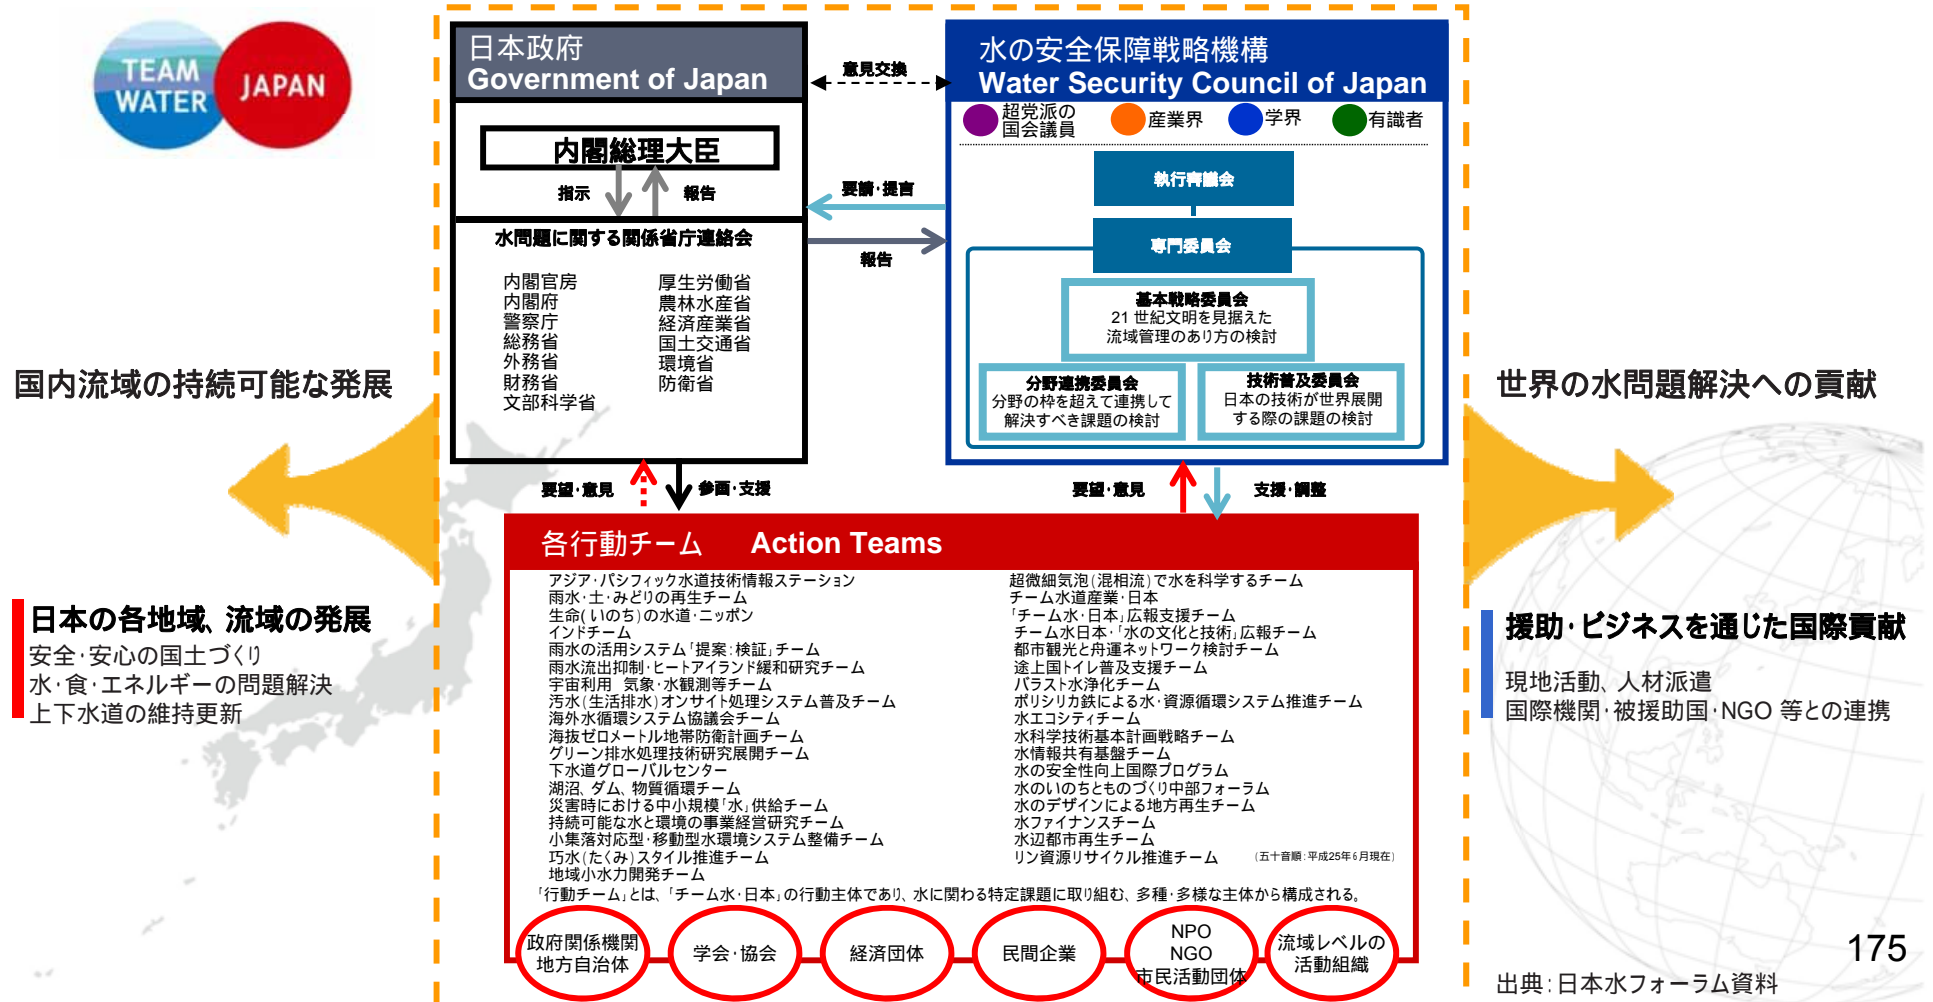 TEAM
WATER
JAPAN
日本政府
Government of Japan
意見交換
水の安全保障戦略機構
Water Security Council of Japan
超党派の
国会議員
産業界
学界
有識者
内閣総理大臣
指示
報告
要請・提言
報告
水問題に関する関係省庁連絡会
内閣官房
内閣府
警察庁
総務省
外務省
財務省
文部科学省
厚生労働省
農林水産省
経済産業省
国土交通省
環境省
防衛省
執行審議会
専門委員会
基本戦略委員会
21 世紀文明を見据えた
流域管理のあり方の検討
分野連携委員会
分野の枠を超えて連携して
解決すべき課題の検討
技術普及委員会
日本の技術が世界展開
する際の課題の検討
国内流域の持続可能な発展
世界の水問題解決への貢献
要望・意見
参画・支援
要望・意見
支援・調整
各行動チーム Action Teams
アジア・パシフィック水道技術情報ステーション
雨水・土・みどりの再生チーム
生命(いのち)の水道・ニッポン
インドチーム
雨水の活用システム「提案：検証」チーム
雨水流出抑制・ヒートアイランド緩和研究チーム
宇宙利用 気象・水観測等チーム
汚水(生活排水)オンサイト処理システム普及チーム
海外水循環システム協議会チーム
海抜ゼロメートル地帯防衛計画チーム
グリーン排水処理技術研究展開チーム
下水道グローバルセンター
湖沼、ダム、物質循環チーム
災害時における中小規模「水」供給チーム
持続可能な水と環境の事業経営研究チーム
小集落対応型・移動型水環境システム整備チーム
巧水(たくみ)スタイル推進チーム
地域小水力開発チーム
超微細気泡(混相流)で水を科学するチーム
チーム水道産業・日本
「チーム水・日本」広報支援チーム
チーム水日本・「水の文化と技術」広報チーム
都市観光と舟運ネットワーク検討チーム
途上国トイレ普及支援チーム
バラスト水浄化チーム
ポリシリカ鉄による水・資源循環システム推進チーム
水エコシティチーム
水科学技術基本計画戦略チーム
水情報共有基盤チーム
水の安全性向上国際プログラム
水のいのちとものづくり中部フォーラム
水のデザインによる地方再生チーム
水ファイナンスチーム
水辺都市再生チーム
リン資源リサイクル推進チーム
(五十音順:平成25年6月現在)
「行動チーム」とは、「チーム水・日本」の行動主体であり、水に関わる特定課題に取り組む、多種・多様な主体から構成される。
政府関係機関
地方自治体
学会・協会
経済団体
民間企業
NPO
NGO
市民活動団体
流域レベルの
活動組織
日本の各地域、流域の発展
安全・安心の国土づくり
水・食・エネルギーの問題解決
上下水道の維持更新
援助・ビジネスを通じた国際貢献
現地活動、人材派遣
国際機関・被援助国・NGO 等との連携
175
出典：日本水フォーラム資料